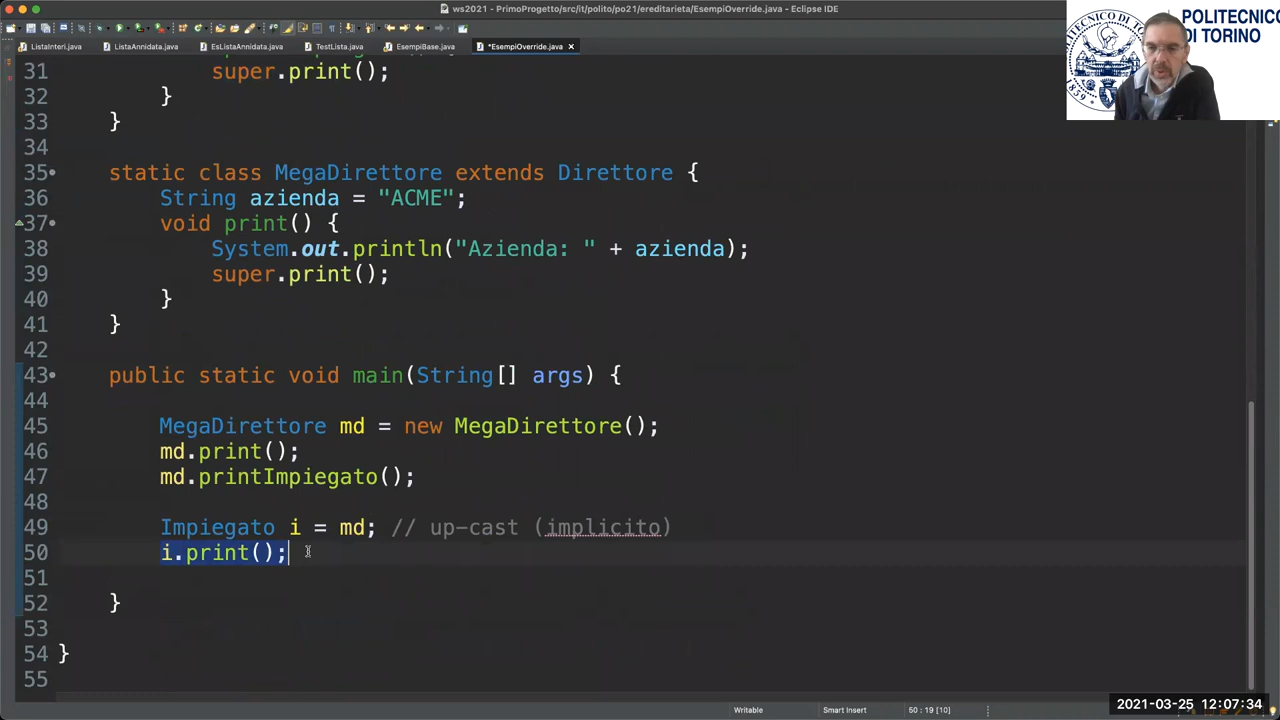 ws2021 - PrimoProgetto/src/it/polito/po21/ereditarieta/EsempiOverride.java - Eclipse IDE
ListaInteri.java ListaAnnidata.java EsListaAnnidata.java TestLista.java EsempiBase.java *EsempiOverride.java
POLITECNICO
DI TORINO
1859
31 super.print();
32 }
33 }
34
35 static class MegaDirettore extends Direttore {
36 String azienda = "ACME";
37 void print() {
38 System.out.println("Azienda: " + azienda);
39 super.print();
40 }
41 }
42
43 public static void main(String[] args) {
44
45 MegaDirettore md = new MegaDirettore();
46 md.print();
47 md.printImpiegato();
48
49 Impiegato i = md; // up-cast (implicito)
50 i.print();
51
52 }
53
54 }
55
Writable Smart Insert 50 : 19 [10]
2021-03-25 12:07:34